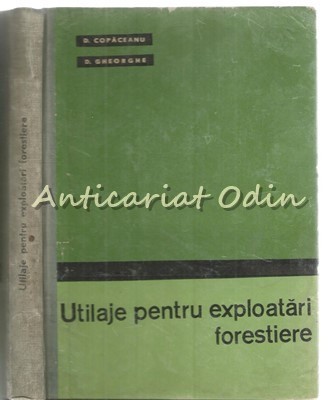 D. COPĂCEANU
D. GHEORGHE
Anticariat Odin
Utilaje pentru exploatări
forestiere
Utilaje pentru exploatări forestiere